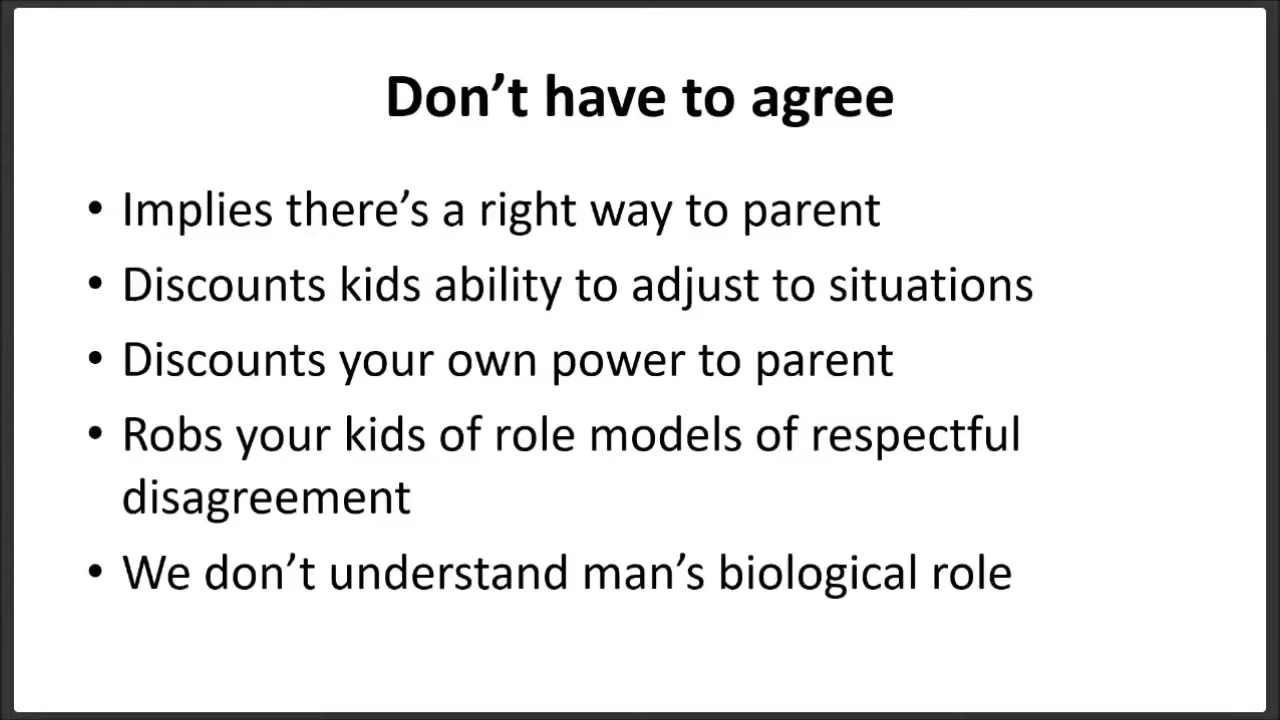 Don’t have to agree
• Implies there’s a right way to parent
• Discounts kids ability to adjust to situations
• Discounts your own power to parent
• Robs your kids of role models of respectful
disagreement
• We don’t understand man’s biological role